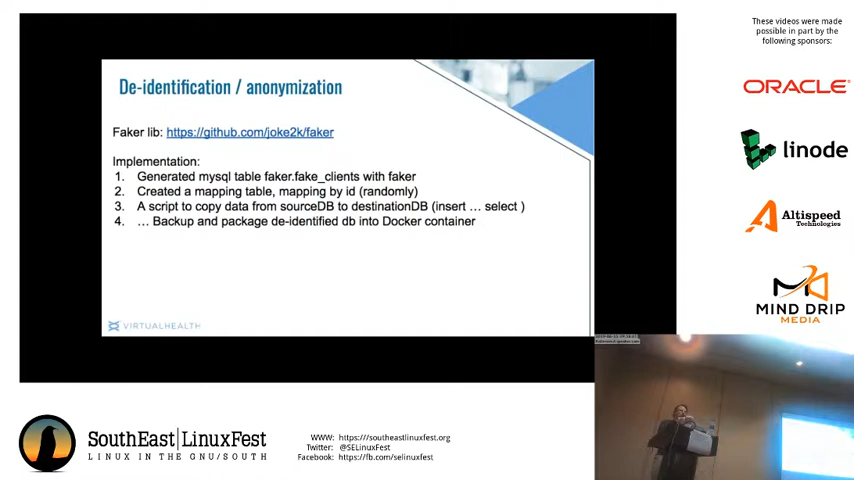 These videos were made
possible in part by the
following sponsors:
ORACLE
linode
Altispeed
Technologies
MIND DRIP
MEDIA
De-identification / anonymization
Faker lib: https://github.com/joke2k/faker
Implementation:
1. Generated mysql table faker.fake_clients with faker
2. Created a mapping table, mapping by id (randomly)
3. A script to copy data from sourceDB to destinationDB (insert … select )
4. … Backup and package de-identified db into Docker container
VIRTUALHEALTH
SouthEast|LinuxFest
LINUX IN THE GNU/SOUTH
WWW: https:///southeastlinuxfest.org
Twitter: @SELinuxFest
Facebook: https://fb.com/selinuxfest